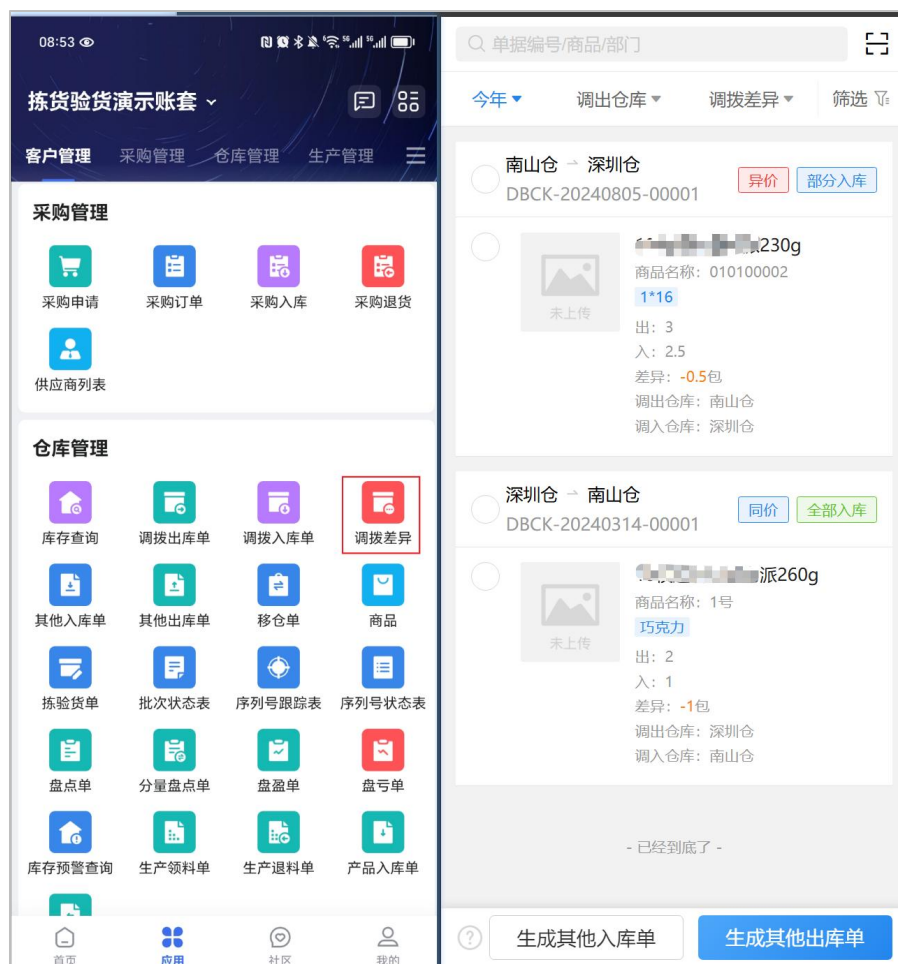 08:53
拣货验货演示账套
客户管理 采购管理 仓库管理 生产管理
采购管理
采购申请 采购订单 采购入库 采购退货
供应商列表
仓库管理
库存查询 调拨出库单 调拨入库单 调拨差异
其他入库单 其他出库单 移仓单 商品
拣验货单 批次状态表 序列号跟踪表 序列号状态表
盘点单 分量盘点单 盘盈单 盘亏单
库存预警查询 生产领料单 生产退料单 产品入库单
首页 应用 社区 我的
单据编号/商品/部门
今年 调出仓库 调拨差异 筛选
南山仓 → 深圳仓
DBCK-20240805-00001
异价 部分入库
230g
商品名称：010100002
1*16
未上传
出：3
入：2.5
差异：-0.5包
调出仓库：南山仓
调入仓库：深圳仓
深圳仓 → 南山仓
DBCK-20240314-00001
同价 全部入库
派260g
商品名称：1号
巧克力
未上传
出：2
入：1
差异：-1包
调出仓库：深圳仓
调入仓库：南山仓
- 已经到底了 -
生成其他入库单 生成其他出库单